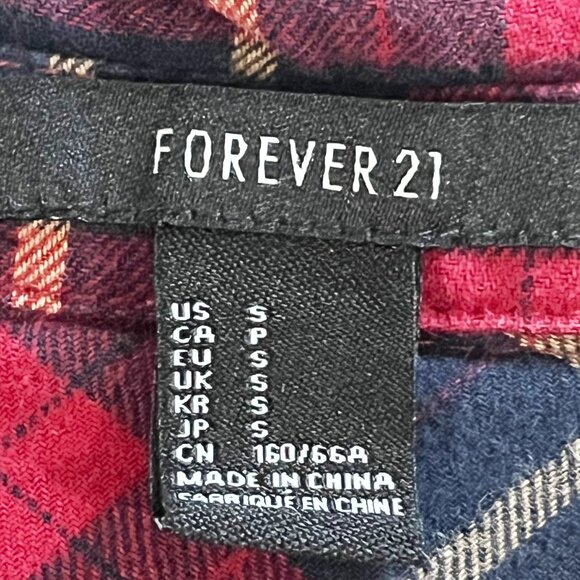 FOREVER 21
US S
CA P
EU S
UK S
KR S
JP S
CN 160/66A
MADE IN CHINA
FABRIQUÉ EN CHINE